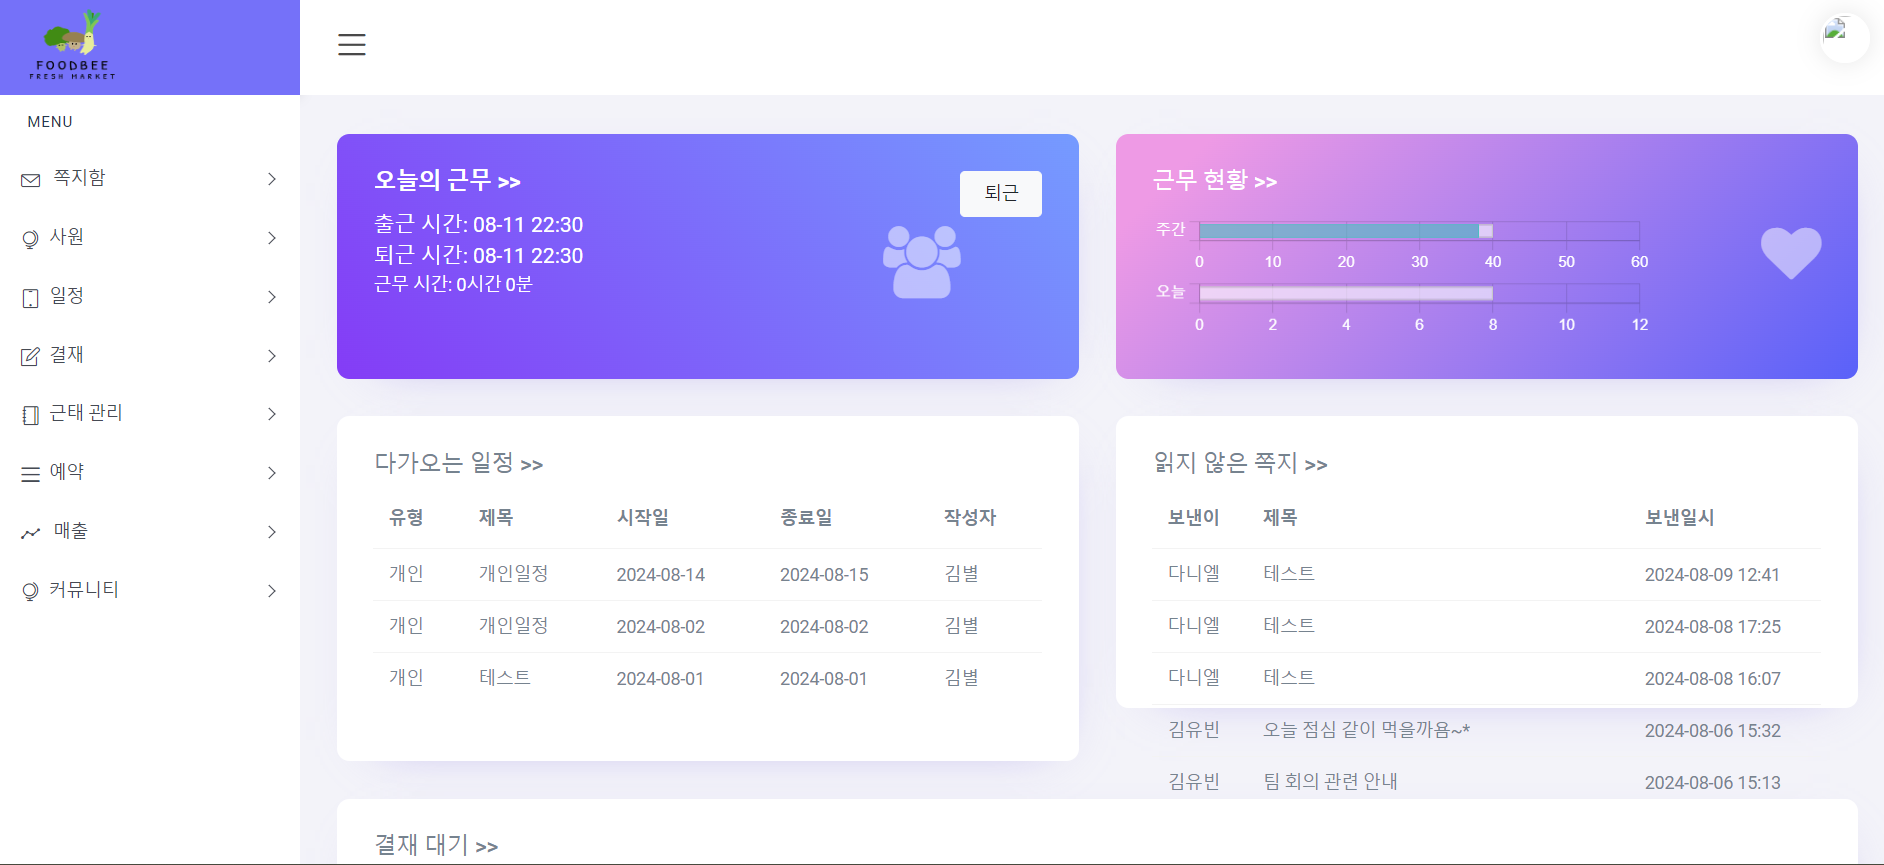 FOODBEE
FRESH MARKET
MENU
쪽지함
사원
일정
결재
근태 관리
예약
매출
커뮤니티
오늘의 근무 >>
퇴근
출근 시간: 08-11 22:30
퇴근 시간: 08-11 22:30
근무 시간: 0시간 0분
근무 현황 >>
주간
0 10 20 30 40 50 60
오늘
0 2 4 6 8 10 12
다가오는 일정 >>
유형 제목 시작일 종료일 작성자
개인 개인일정 2024-08-14 2024-08-15 김별
개인 개인일정 2024-08-02 2024-08-02 김별
개인 테스트 2024-08-01 2024-08-01 김별
읽지 않은 쪽지 >>
보낸이 제목 보낸일시
다니엘 테스트 2024-08-09 12:41
다니엘 테스트 2024-08-08 17:25
다니엘 테스트 2024-08-08 16:07
김유빈 오늘 점심 같이 먹을까욤~* 2024-08-06 15:32
김유빈 팀 회의 관련 안내 2024-08-06 15:13
결재 대기 >>